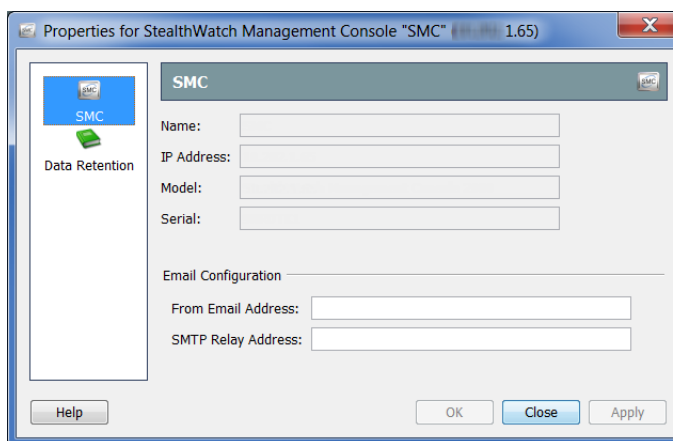 Properties for StealthWatch Management Console "SMC" ( 1.65)
SMC
SMC
Data Retention
SMC
SMC
Name:
IP Address:
Model:
Serial:
Email Configuration
From Email Address:
SMTP Relay Address:
Help
OK
Close
Apply